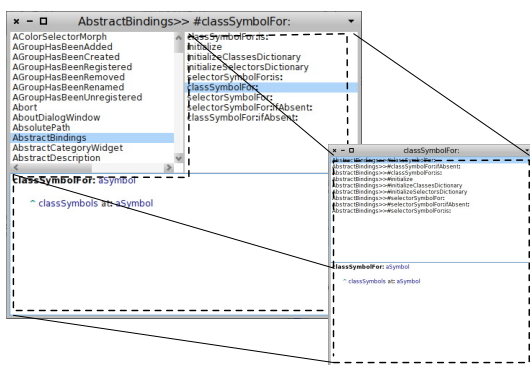 AbstractBindings>> #classSymbolFor:
AColorSelectorMorph
AGroupHasBeenAdded
AGroupHasBeenCreated
AGroupHasBeenRegistered
AGroupHasBeenRemoved
AGroupHasBeenRenamed
AGroupHasBeenUnregistered
Abort
AboutDialogWindow
AbsolutePath
AbstractBindings
AbstractCategoryWidget
AbstractDescription
classSymbolFor:is:
initialize
initializeClassesDictionary
initializeSelectorsDictionary
selectorSymbolFor:is:
classSymbolFor:
selectorSymbolFor:
selectorSymbolFor:ifAbsent:
classSymbolFor:ifAbsent:
classSymbolFor: aSymbol
^ classSymbols at: aSymbol
classSymbolFor:
AbstractBindings>>#classSymbolFor:
AbstractBindings>>#classSymbolFor:ifAbsent:
AbstractBindings>>#classSymbolFor:is:
AbstractBindings>>#initialize
AbstractBindings>>#initializeClassesDictionary
AbstractBindings>>#initializeSelectorsDictionary
AbstractBindings>>#selectorSymbolFor:
AbstractBindings>>#selectorSymbolFor:ifAbsent:
AbstractBindings>>#selectorSymbolFor:is:
classSymbolFor: aSymbol
^ classSymbols at: aSymbol